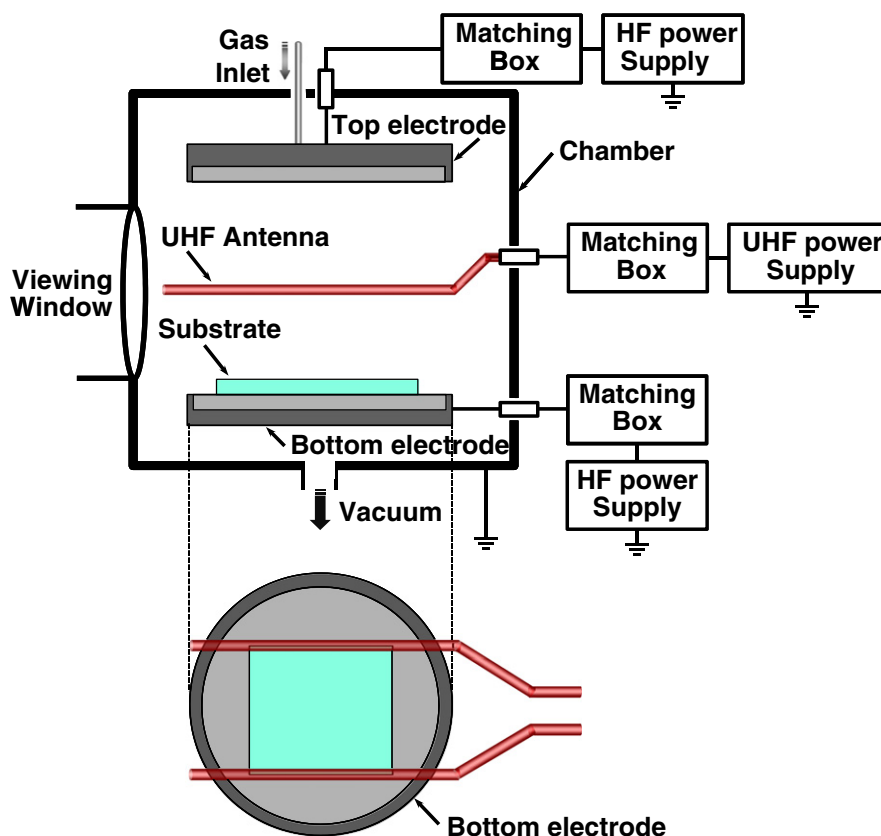 Gas
Inlet
Matching
Box
HF power
Supply
Top electrode
Chamber
UHF Antenna
Matching
Box
UHF power
Supply
Viewing
Window
Substrate
Matching
Box
Bottom electrode
HF power
Supply
Vacuum
Bottom electrode